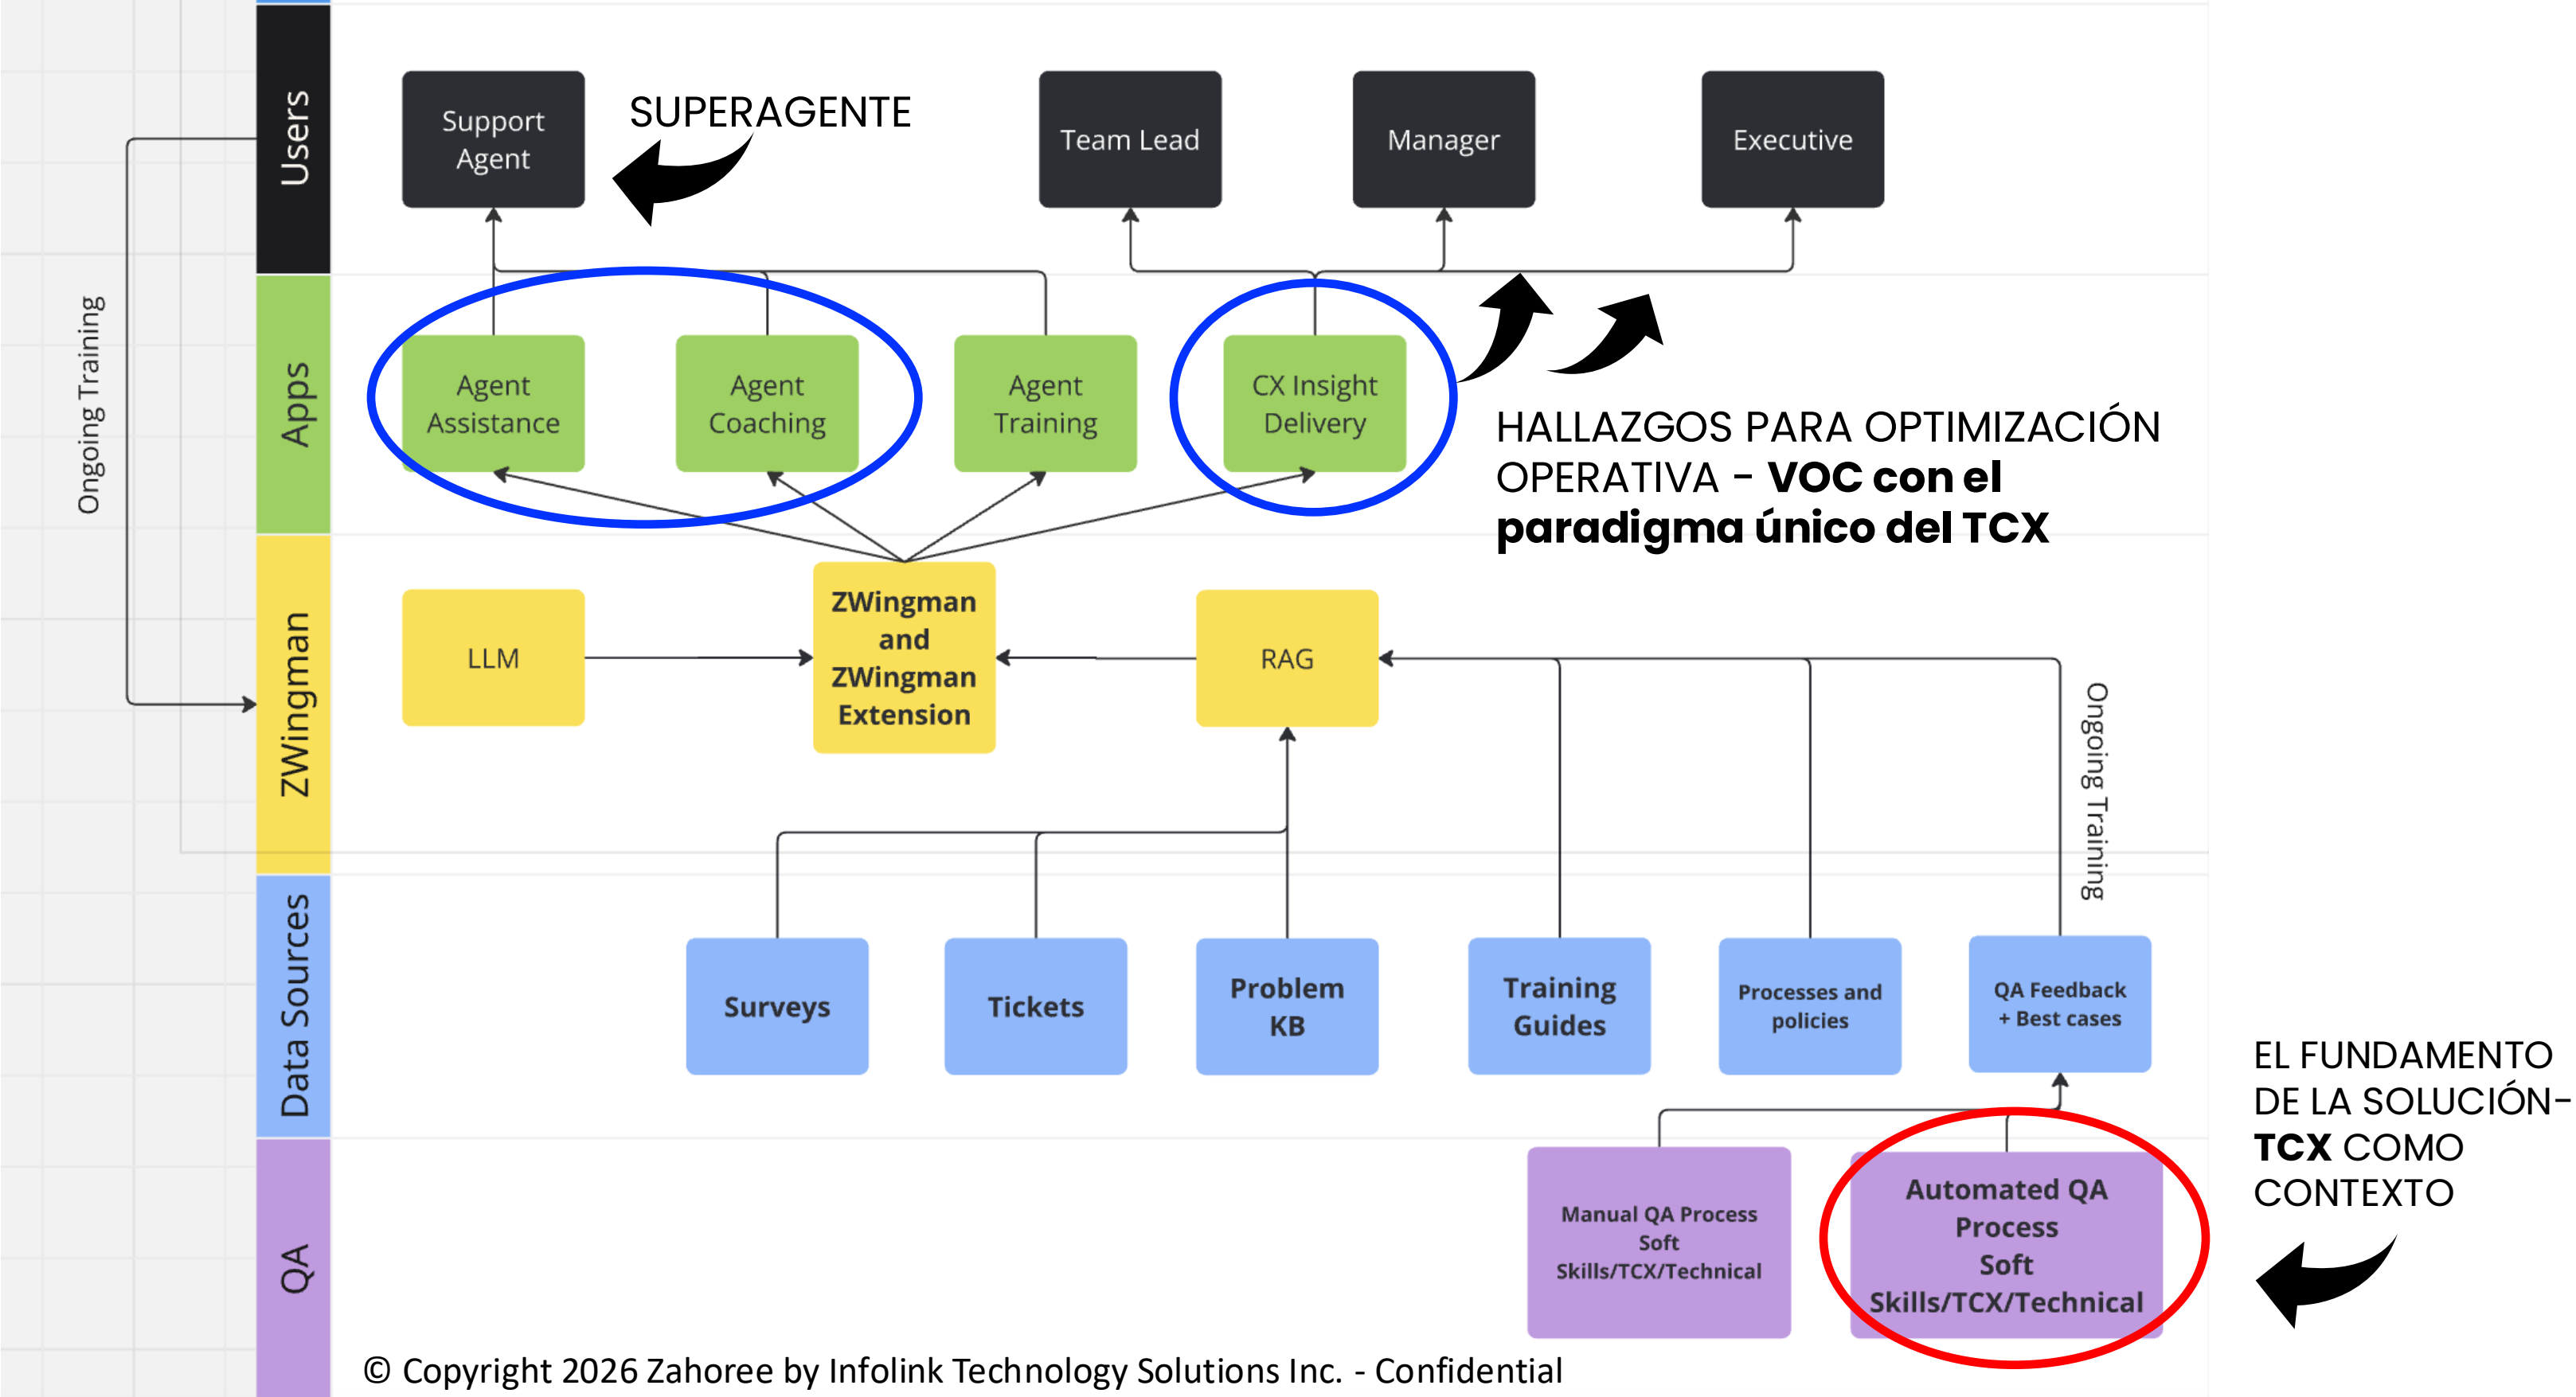 Users
Support
Agent
SUPERAGENTE
Team Lead
Manager
Executive
Ongoing Training
Apps
Agent
Assistance
Agent
Coaching
Agent
Training
CX Insight
Delivery
HALLAZGOS PARA OPTIMIZACIÓN
OPERATIVA - VOC con el
paradigma único del TCX
ZWingman
LLM
ZWingman
and
ZWingman
Extension
RAG
Ongoing Training
Data Sources
Surveys
Tickets
Problem
KB
Training
Guides
Processes and
policies
QA Feedback
+ Best cases
EL FUNDAMENTO
DE LA SOLUCIÓN-
TCX COMO
CONTEXTO
QA
Manual QA Process
Soft
Skills/TCX/Technical
Automated QA
Process
Soft
Skills/TCX/Technical
© Copyright 2026 Zahoree by Infolink Technology Solutions Inc. - Confidential